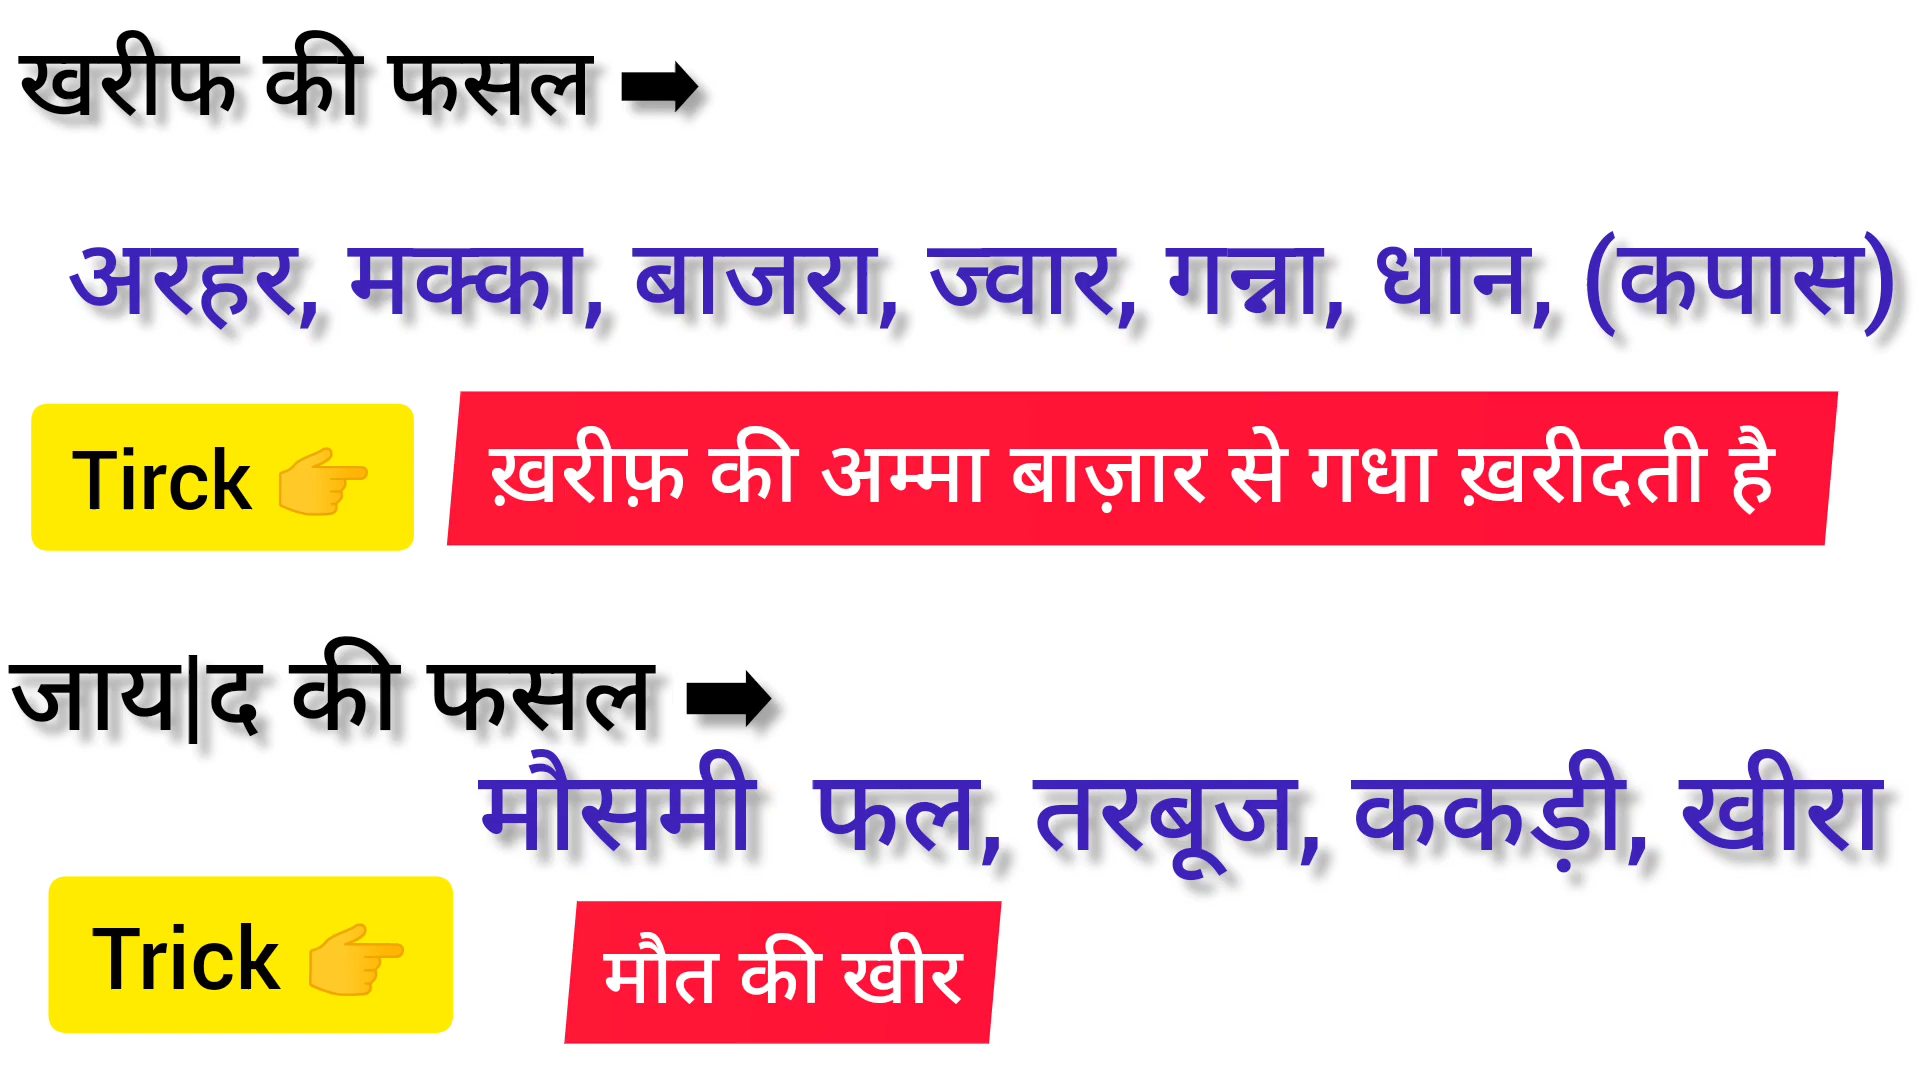 खरीफ की फसल ➡
अरहर, मक्का, बाजरा, ज्वार, गन्ना, धान, (कपास)
Tirck 👉
ख़रीफ़ की अम्मा बाज़ार से गधा ख़रीदती है
जाय|द की फसल ➡
मौसमी फल, तरबूज, ककड़ी, खीरा
Trick 👉
मौत की खीर